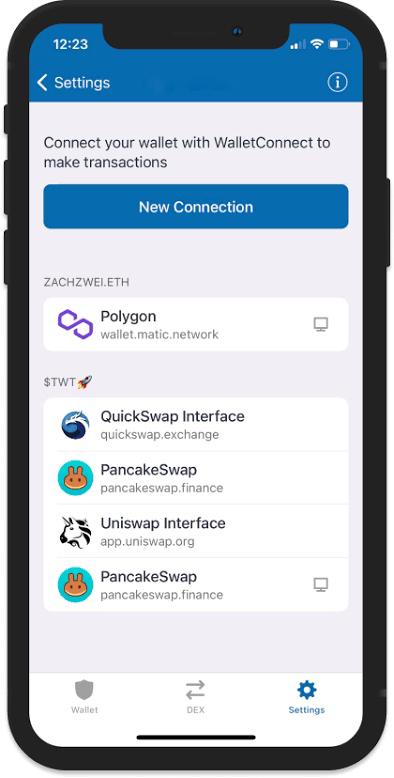 12:23
Settings
Connect your wallet with WalletConnect to
make transactions
New Connection
ZACHZWEI.ETH
Polygon
wallet.matic.network
$TWT🚀
QuickSwap Interface
quickswap.exchange
PancakeSwap
pancakeswap.finance
Uniswap Interface
app.uniswap.org
PancakeSwap
pancakeswap.finance
Wallet
DEX
Settings